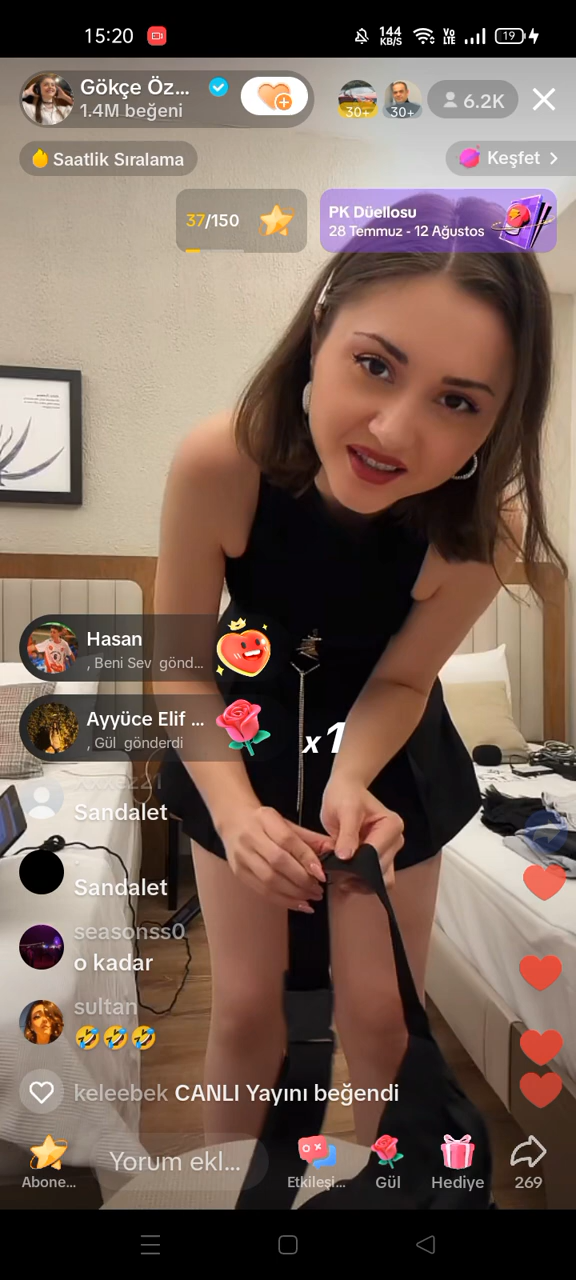 15:20
144
KB/S
Vo
LTE
19
Gökçe Öz...
1.4M beğeni
30+
30+
6.2K
Saatlik Sıralama
Keşfet
37/150
PK Düellosu
28 Temmuz - 12 Ağustos
Hasan
, Beni Sev gönd...
Ayyüce Elif ...
, Gül gönderdi
x1
Sandalet
Sandalet
seasonss0
o kadar
sultan
🤣🤣🤣
keleebek CANLI Yayını beğendi
Yorum ekl...
Abone...
Etkileşi...
Gül
Hediye
269